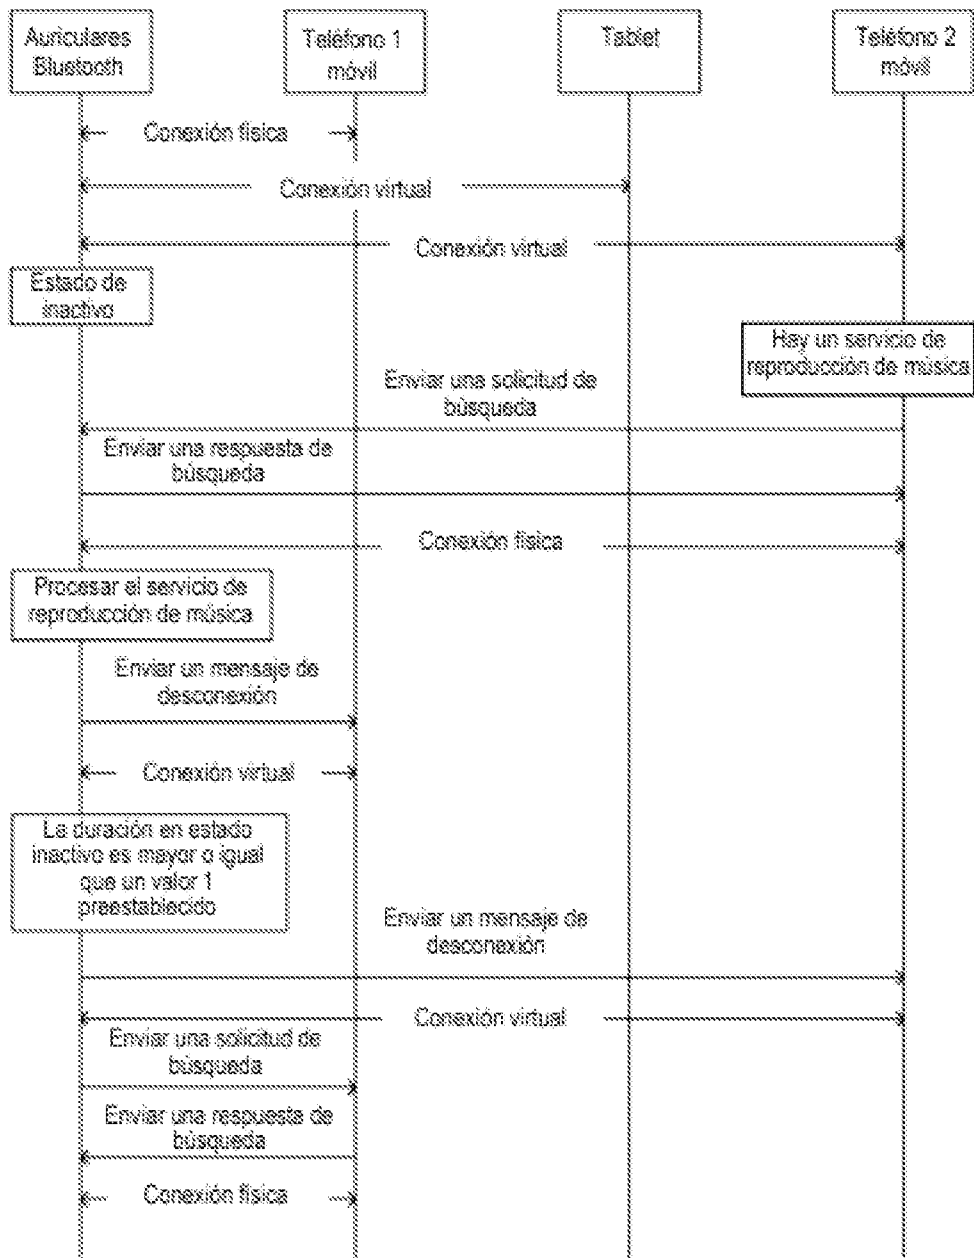 Auriculares
Bluetooth
Teléfono 1
móvil
Tablet
Teléfono 2
móvil
Conexión física
Conexión virtual
Conexión virtual
Estado de
inactivo
Hay un servicio de
reproducción de música
Enviar una solicitud de
búsqueda
Enviar una respuesta de
búsqueda
Conexión física
Procesar el servicio de
reproducción de música
Enviar un mensaje de
desconexión
Conexión virtual
La duración en estado
inactivo es mayor o igual
que un valor 1
preestablecido
Enviar un mensaje de
desconexión
Conexión virtual
Enviar una solicitud de
búsqueda
Enviar una respuesta de
búsqueda
Conexión física